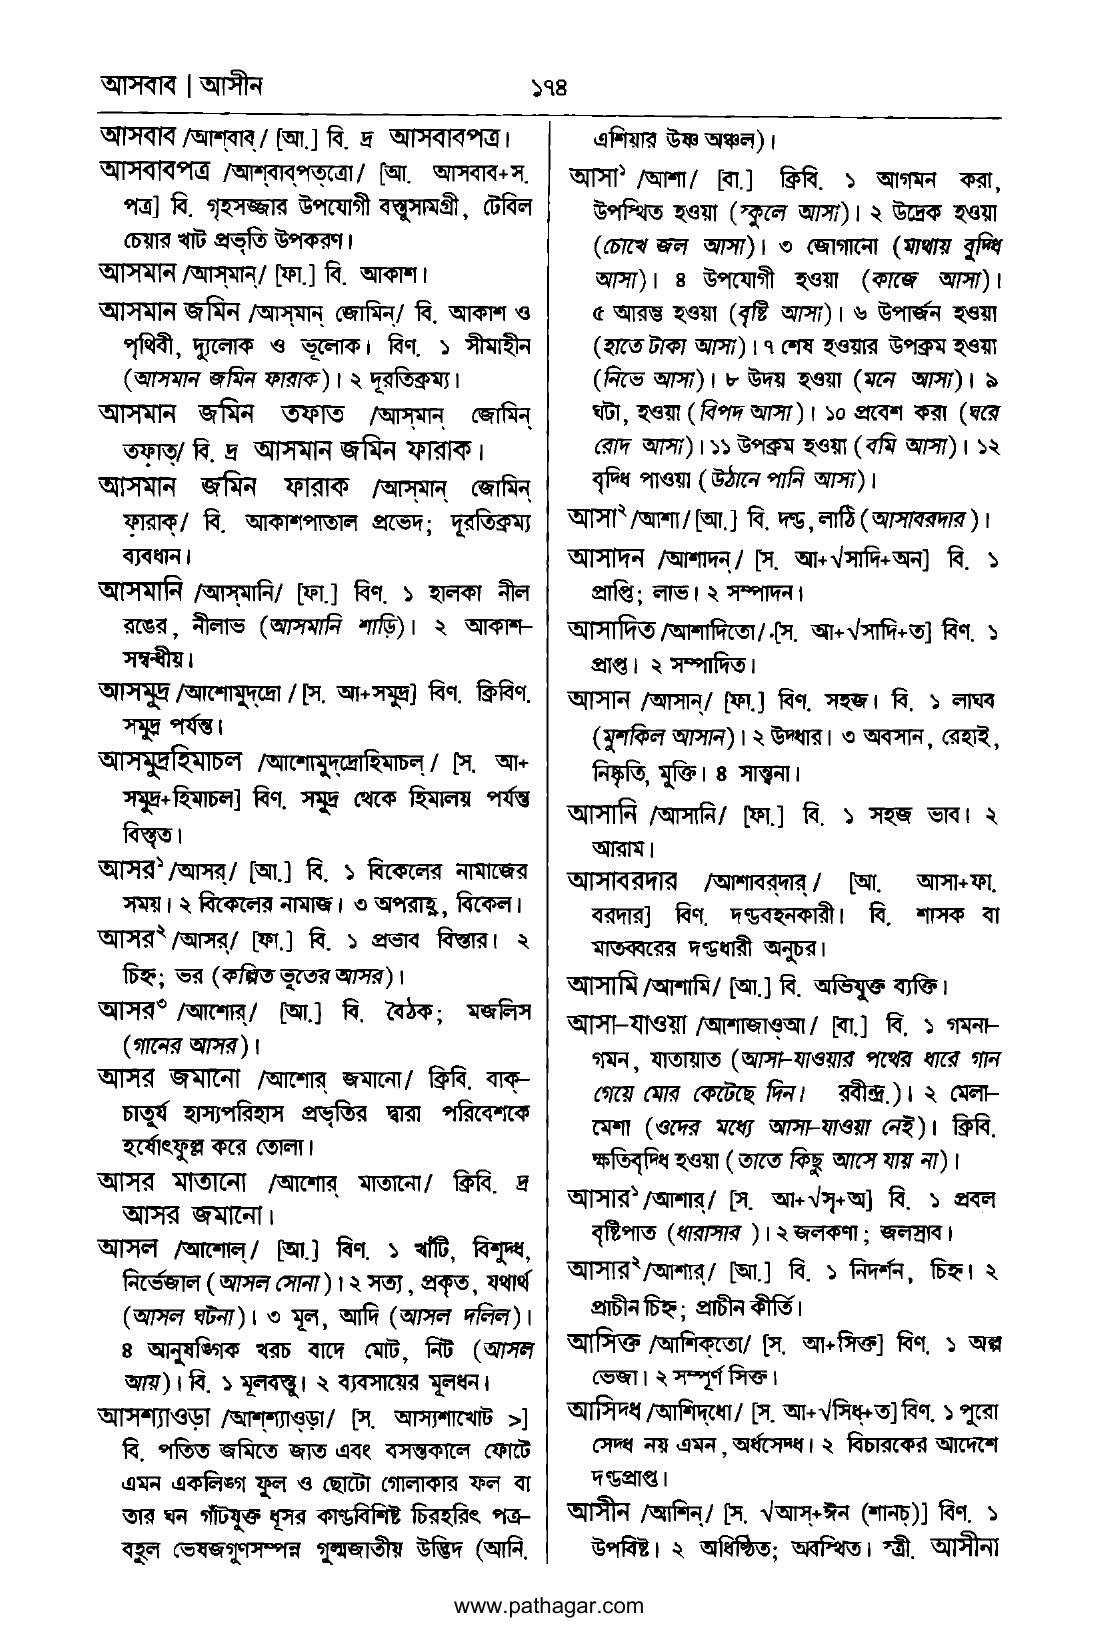 আসবাব | আসীন
১৭৪
আসবাব /আশ্‌বাব্/ [আ.] বি. দ্র আসবাবপত্র।
আসবাবপত্র /আশ্‌বাব্‌পত্‌ত্রো/ [আ. আসবাব+স.
পত্র] বি. গৃহসজ্জার উপযোগী বস্তুসামগ্রী, টেবিল
চেয়ার খাট প্রভৃতি উপকরণ।
আসমান /আস্‌মান্/ [ফা.] বি. আকাশ।
আসমান জমিন /আস্‌মান্ জোমিন্/ বি. আকাশ ও
পৃথিবী, দ্যুলোক ও ভূলোক। বিণ. ১ সীমাহীন
(আসমান জমিন ফারাক)। ২ দূরতিক্রম্য।
আসমান জমিন তফাত /আস্‌মান্ জোমিন্
তফাত্/ বি. দ্র আসমান জমিন ফারাক।
আসমান জমিন ফারাক /আস্‌মান্ জোমিন্
ফারাক্/ বি. আকাশপাতাল প্রভেদ; দূরতিক্রম্য
ব্যবধান।
আসমানি /আস্‌মানি/ [ফা.] বিণ. ১ হালকা নীল
রঙের, নীলাভ (আসমানি শাড়ি)। ২ আকাশ-
সম্বন্ধীয়।
আসমুদ্র /আশোমুদ্‌দ্রো / [স. আ+সমুদ্র] বিণ. ক্রিবিণ.
সমুদ্র পর্যন্ত।
আসমুদ্রহিমাচল /আশোমুদ্‌দ্রোহিমাচল্/ [স. আ+
সমুদ্র+হিমাচল] বিণ. সমুদ্র থেকে হিমালয় পর্যন্ত
বিস্তৃত।
আসর১ /আসর্/ [আ.] বি. ১ বিকেলের নামাজের
সময়। ২ বিকেলের নামাজ। ৩ অপরাহ্ণ, বিকেল।
আসর২ /আসর্/ [ফা.] বি. ১ প্রভাব বিস্তার। ২
চিহ্ন; ভর (কল্পিত ভূতের আসর)।
আসর৩ /আশোর্/ [আ.] বি. বৈঠক; মজলিস
(গানের আসর)।
আসর জমানো /আশোর্ জমানো/ ক্রিবি. বাক্-
চাতুর্য হাস্যপরিহাস প্রভৃতির দ্বারা পরিবেশকে
হর্ষোৎফুল্ল করে তোলা।
আসর মাতানো /আশোর্ মাতানো/ ক্রিবি. দ্র
আসর জমানো।
আসল /আশোল্/ [আ.] বিণ. ১ খাঁটি, বিশুদ্ধ,
নির্ভেজাল (আসল সোনা)। ২ সত্য, প্রকৃত, যথার্থ
(আসল ঘটনা)। ৩ মূল, আদি (আসল দলিল)।
৪ আনুষঙ্গিক খরচ বাদে মোট, নিট (আসল
আয়)। বি. ১ মূলবস্তু। ২ ব্যবসায়ের মূলধন।
আসশ্যাওড়া /আশ্‌শ্যাওড়া/ [স. আস্যশাখোট >]
বি. পতিত জমিতে জাত এবং বসন্তকালে ফোটে
এমন একলিঙ্গ ফুল ও ছোটো গোলাকার ফল বা
তার ঘন গাঁটযুক্ত ধূসর কাণ্ডবিশিষ্ট চিরহরিৎ পত্র-
বহুল ভেষজগুণসম্পন্ন গুল্মজাতীয় উদ্ভিদ (আনি.
এশিয়ার উষ্ণ অঞ্চল)।
আসা১ /আশা/ [বা.] ক্রিবি. ১ আগমন করা,
উপস্থিত হওয়া (স্কুলে আসা)। ২ উদ্রেক হওয়া
(চোখে জল আসা)। ৩ জোগানো (মাথায় বুদ্ধি
আসা)। ৪ উপযোগী হওয়া (কাজে আসা)।
৫ আরম্ভ হওয়া (বৃষ্টি আসা)। ৬ উপার্জন হওয়া
(হাতে টাকা আসা)। ৭ শেষ হওয়ার উপক্রম হওয়া
(নিভে আসা)। ৮ উদয় হওয়া (মনে আসা)। ৯
ঘটা, হওয়া (বিপদ আসা)। ১০ প্রবেশ করা (ঘরে
রোদ আসা)। ১১ উপক্রম হওয়া (বমি আসা)। ১২
বৃদ্ধি পাওয়া (উঠানে পানি আসা)।
আসা২ /আশা/ [আ.] বি. দন্ড, লাঠি (আসাবরদার)।
আসাদন /আশাদন্/ [স. আ+√সাদি+অন] বি. ১
প্রাপ্তি; লাভ। ২ সম্পাদন।
আসাদিত /আশাদিতো/ [স. আ+√সাদি+ত] বিণ. ১
প্রাপ্ত। ২ সম্পাদিত।
আসান /আসান্/ [ফা.] বিণ. সহজ। বি. ১ লাঘব
(মুশকিল আসান)। ২ উদ্ধার। ৩ অবসান, রেহাই,
নিষ্কৃতি, মুক্তি। ৪ সান্ত্বনা।
আসানি /আসানি/ [ফা.] বি. ১ সহজ ভাব। ২
আরাম।
আসাবরদার /আশাবর্‌দার্/ [আ. আসা+ফা.
বরদার] বিণ. দণ্ডবহনকারী। বি. শাসক বা
মাতব্বরের দণ্ডধারী অনুচর।
আসামি /আশামি/ [আ.] বি. অভিযুক্ত ব্যক্তি।
আসা-যাওয়া /আশাজাওআ/ [বা.] বি. ১ গমনা-
গমন, যাতায়াত (আসা-যাওয়ার পথের ধারে গান
গেয়ে মোর কেটেছে দিন। রবীন্দ্র.)। ২ মেলা-
মেশা (ওদের মধ্যে আসা-যাওয়া নেই)। ক্রিবি.
ক্ষতিবৃদ্ধি হওয়া (তাতে কিছু আসে যায় না)।
আসার১ /আশার্/ [স. আ+√সৃ+অ] বি. ১ প্রবল
বৃষ্টিপাত (ধারাসার)। ২ জলকণা; জলস্রাব।
আসার২ /আশার্/ [আ.] বি. ১ নিদর্শন, চিহ্ন। ২
প্রাচীন চিহ্ন; প্রাচীন কীর্তি।
আসিক্ত /আশিক্‌তো/ [স. আ+সিক্ত] বিণ. ১ অল্প
ভেজা। ২ সম্পূর্ণ সিক্ত।
আসিদ্ধ /আশিদ্‌ধো/ [স. আ+√সিধ্+ত] বিণ. ১ পুরো
সেদ্ধ নয় এমন, অর্ধসেদ্ধ। ২ বিচারকের আদেশে
দণ্ডপ্রাপ্ত।
আসীন /আশিন্/ [স. √আস্+ঈন (শানচ্)] বিণ. ১
উপবিষ্ট। ২ অধিষ্ঠিত; অবস্থিত। স্ত্রী. আসীনা
www.pathagar.com